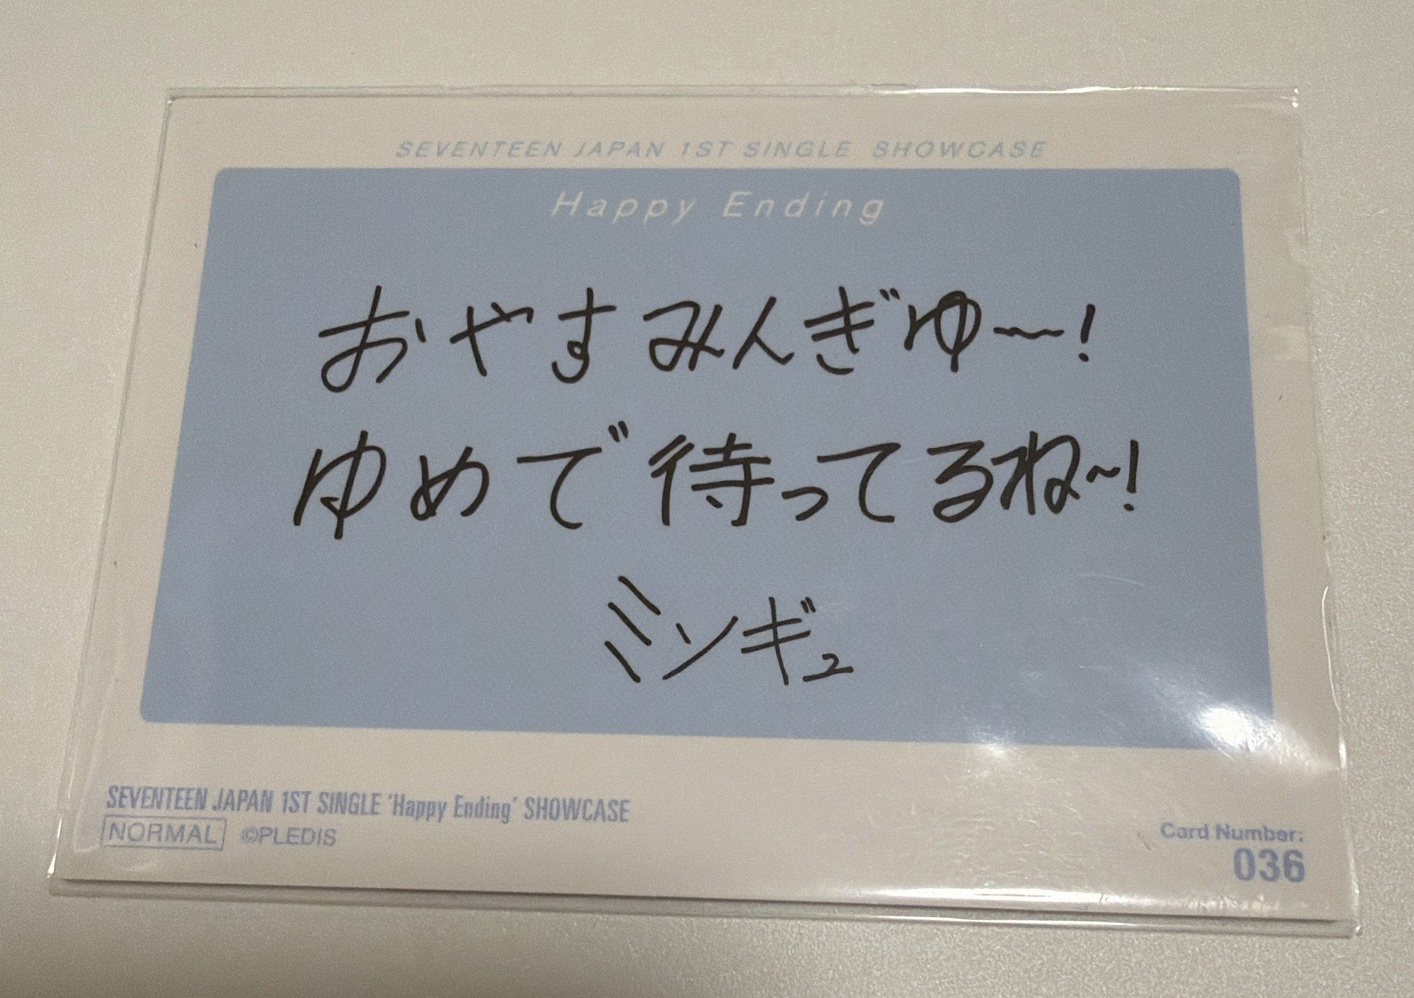 SEVENTEEN JAPAN 1ST SINGLE SHOWCASE
Happy Ending
おやすみんぎゆ〜!
ゆめで待ってるね〜!
ミンギュ
SEVENTEEN JAPAN 1ST SINGLE 'Happy Ending' SHOWCASE
NORMAL ©PLEDIS
Card Number:
036